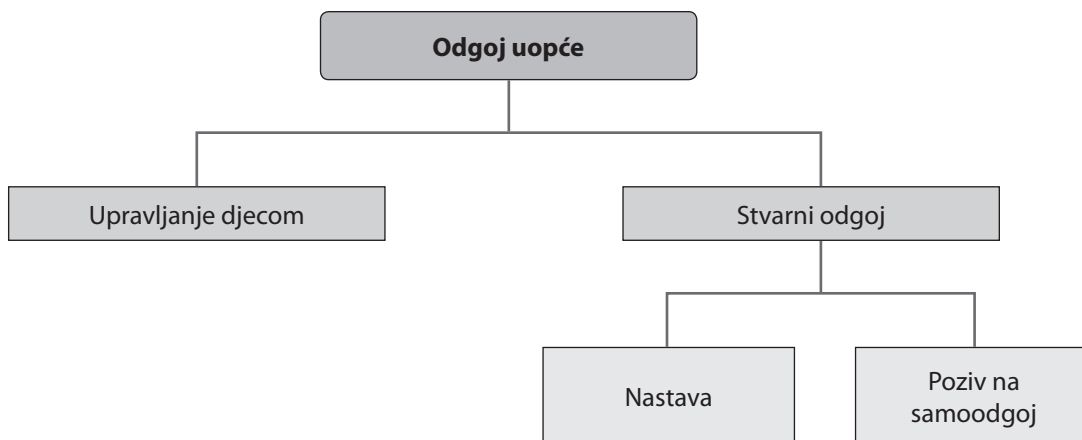 Odgoj uopće
Upravljanje djecom
Stvarni odgoj
Nastava
Poziv na
samoodgoj